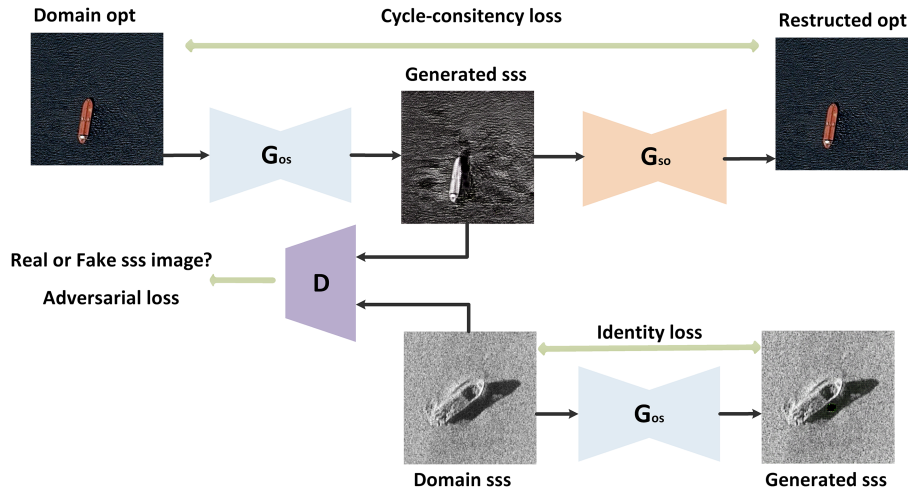 Domain opt
Cycle-consitency loss
Restructed opt
Generated sss
Gos
Gso
Real or Fake sss image?
Adversarial loss
D
Identity loss
Gos
Domain sss
Generated sss